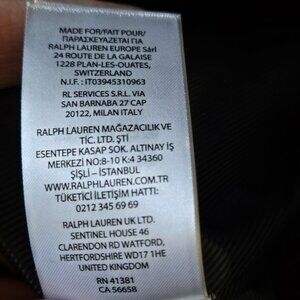 MADE FOR/FAIT POUR/
ΠΑΡΑΣΚΕΥΑΖΕΤΑΙ ΓΙΑ
RALPH LAUREN EUROPE Sárl
24 ROUTE DE LA GALAISE
1228 PLAN-LES-OUATES,
SWITZERLAND
N.I.F. : IT03945310963
RL SERVICES S.R.L. VIA
SAN BARNABA 27 CAP
20122, MILAN ITALY
RALPH LAUREN MAĞAZACILIK VE
TİC. LTD. ŞTİ
ESENTEPE KASAP SOK. ALTINAY İŞ
MERKEZİ NO:8-10 K:4 34360
ŞİŞLİ – İSTANBUL
WWW.RALPHLAUREN.COM.TR
TÜKETİCİ İLETİŞİM HATTI:
0212 345 69 69
RALPH LAUREN UK LTD.
SENTINEL HOUSE 46
CLARENDON RD WATFORD,
HERTFORDSHIRE WD17 1HE
UNITED KINGDOM
RN 41381
CA 56658